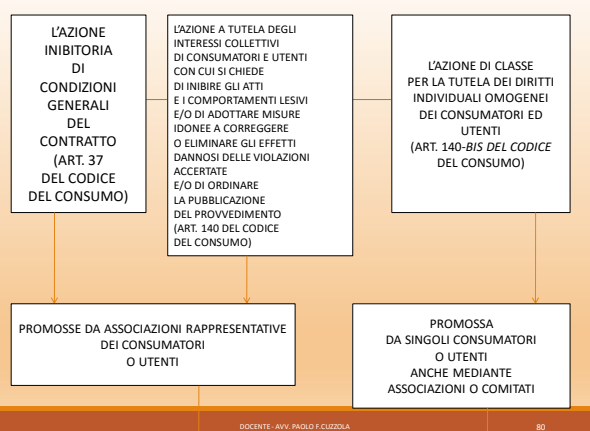 L'AZIONE
INIBITORIA
DI
CONDIZIONI
GENERALI
DEL
CONTRATTO
(ART. 37
DEL CODICE
DEL CONSUMO)
L'AZIONE A TUTELA DEGLI
INTERESSI COLLETTIVI
DI CONSUMATORI E UTENTI
CON CUI SI CHIEDE
DI INIBIRE GLI ATTI
E I COMPORTAMENTI LESIVI
E/O DI ADOTTARE MISURE
IDONEE A CORREGGERE
O ELIMINARE GLI EFFETTI
DANNOSI DELLE VIOLAZIONI
ACCERTATE
E/O DI ORDINARE
LA PUBBLICAZIONE
DEL PROVVEDIMENTO
(ART. 140 DEL CODICE
DEL CONSUMO)
L'AZIONE DI CLASSE
PER LA TUTELA DEI DIRITTI
INDIVIDUALI OMOGENEI
DEI CONSUMATORI ED
UTENTI
(ART. 140-BIS DEL CODICE
DEL CONSUMO)
PROMOSSE DA ASSOCIAZIONI RAPPRESENTATIVE
DEI CONSUMATORI
O UTENTI
PROMOSSA
DA SINGOLI CONSUMATORI
O UTENTI
ANCHE MEDIANTE
ASSOCIAZIONI O COMITATI
DOCENTE - AVV. PAOLO F.CUZZOLA
80